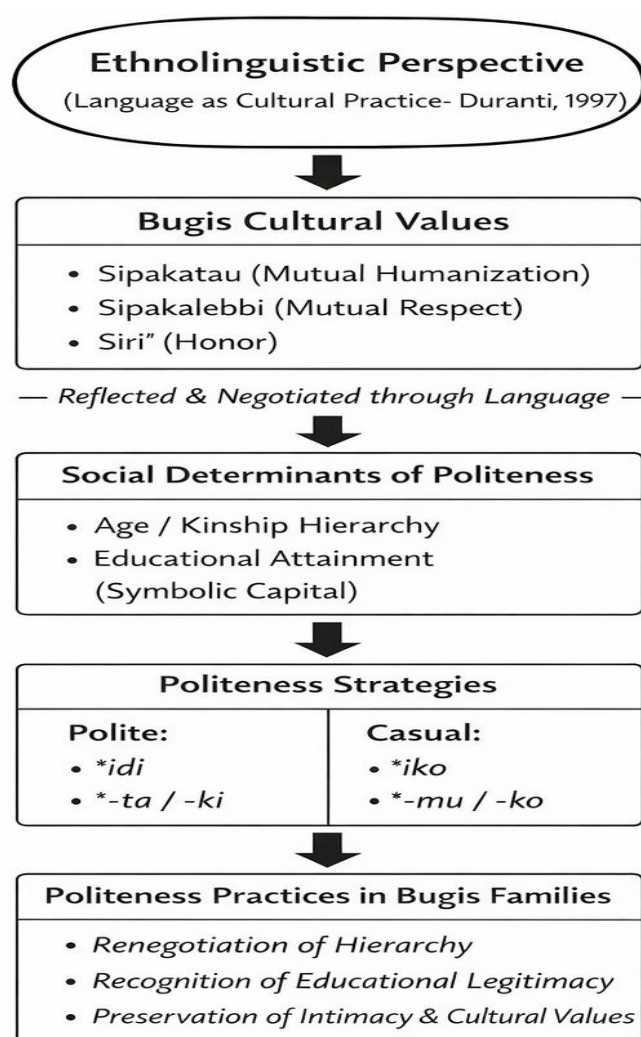 Ethnolinguistic Perspective
(Language as Cultural Practice- Duranti, 1997)
Bugis Cultural Values
• Sipakatau (Mutual Humanization)
• Sipakalebbi (Mutual Respect)
• Siri" (Honor)
— Reflected & Negotiated through Language —
Social Determinants of Politeness
• Age / Kinship Hierarchy
• Educational Attainment
(Symbolic Capital)
Politeness Strategies
Polite:
• *idi
• *-ta / -ki
Casual:
• *iko
• *-mu / -ko
Politeness Practices in Bugis Families
• Renegotiation of Hierarchy
• Recognition of Educational Legitimacy
• Preservation of Intimacy & Cultural Values